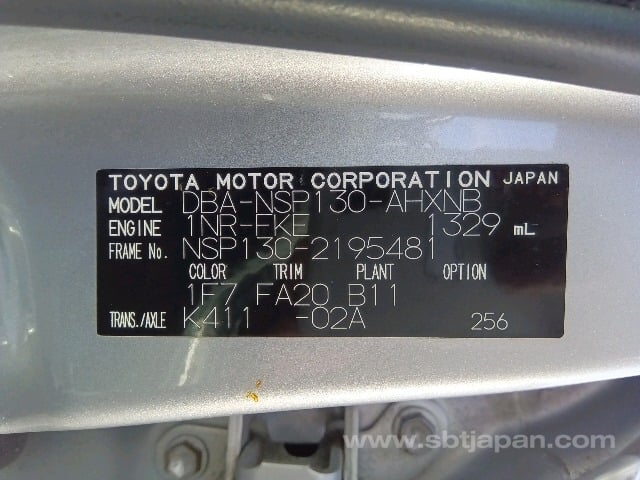 TOYOTA MOTOR CORPORATION JAPAN
MODEL DBA-NSP130-AHXNB
ENGINE 1NR-FKE 1329 mL
FRAME No. NSP130-2195481
COLOR TRIM PLANT OPTION
1F7 FA20 B11
TRANS./AXLE K411 -02A 256
www.sbtjapan.com